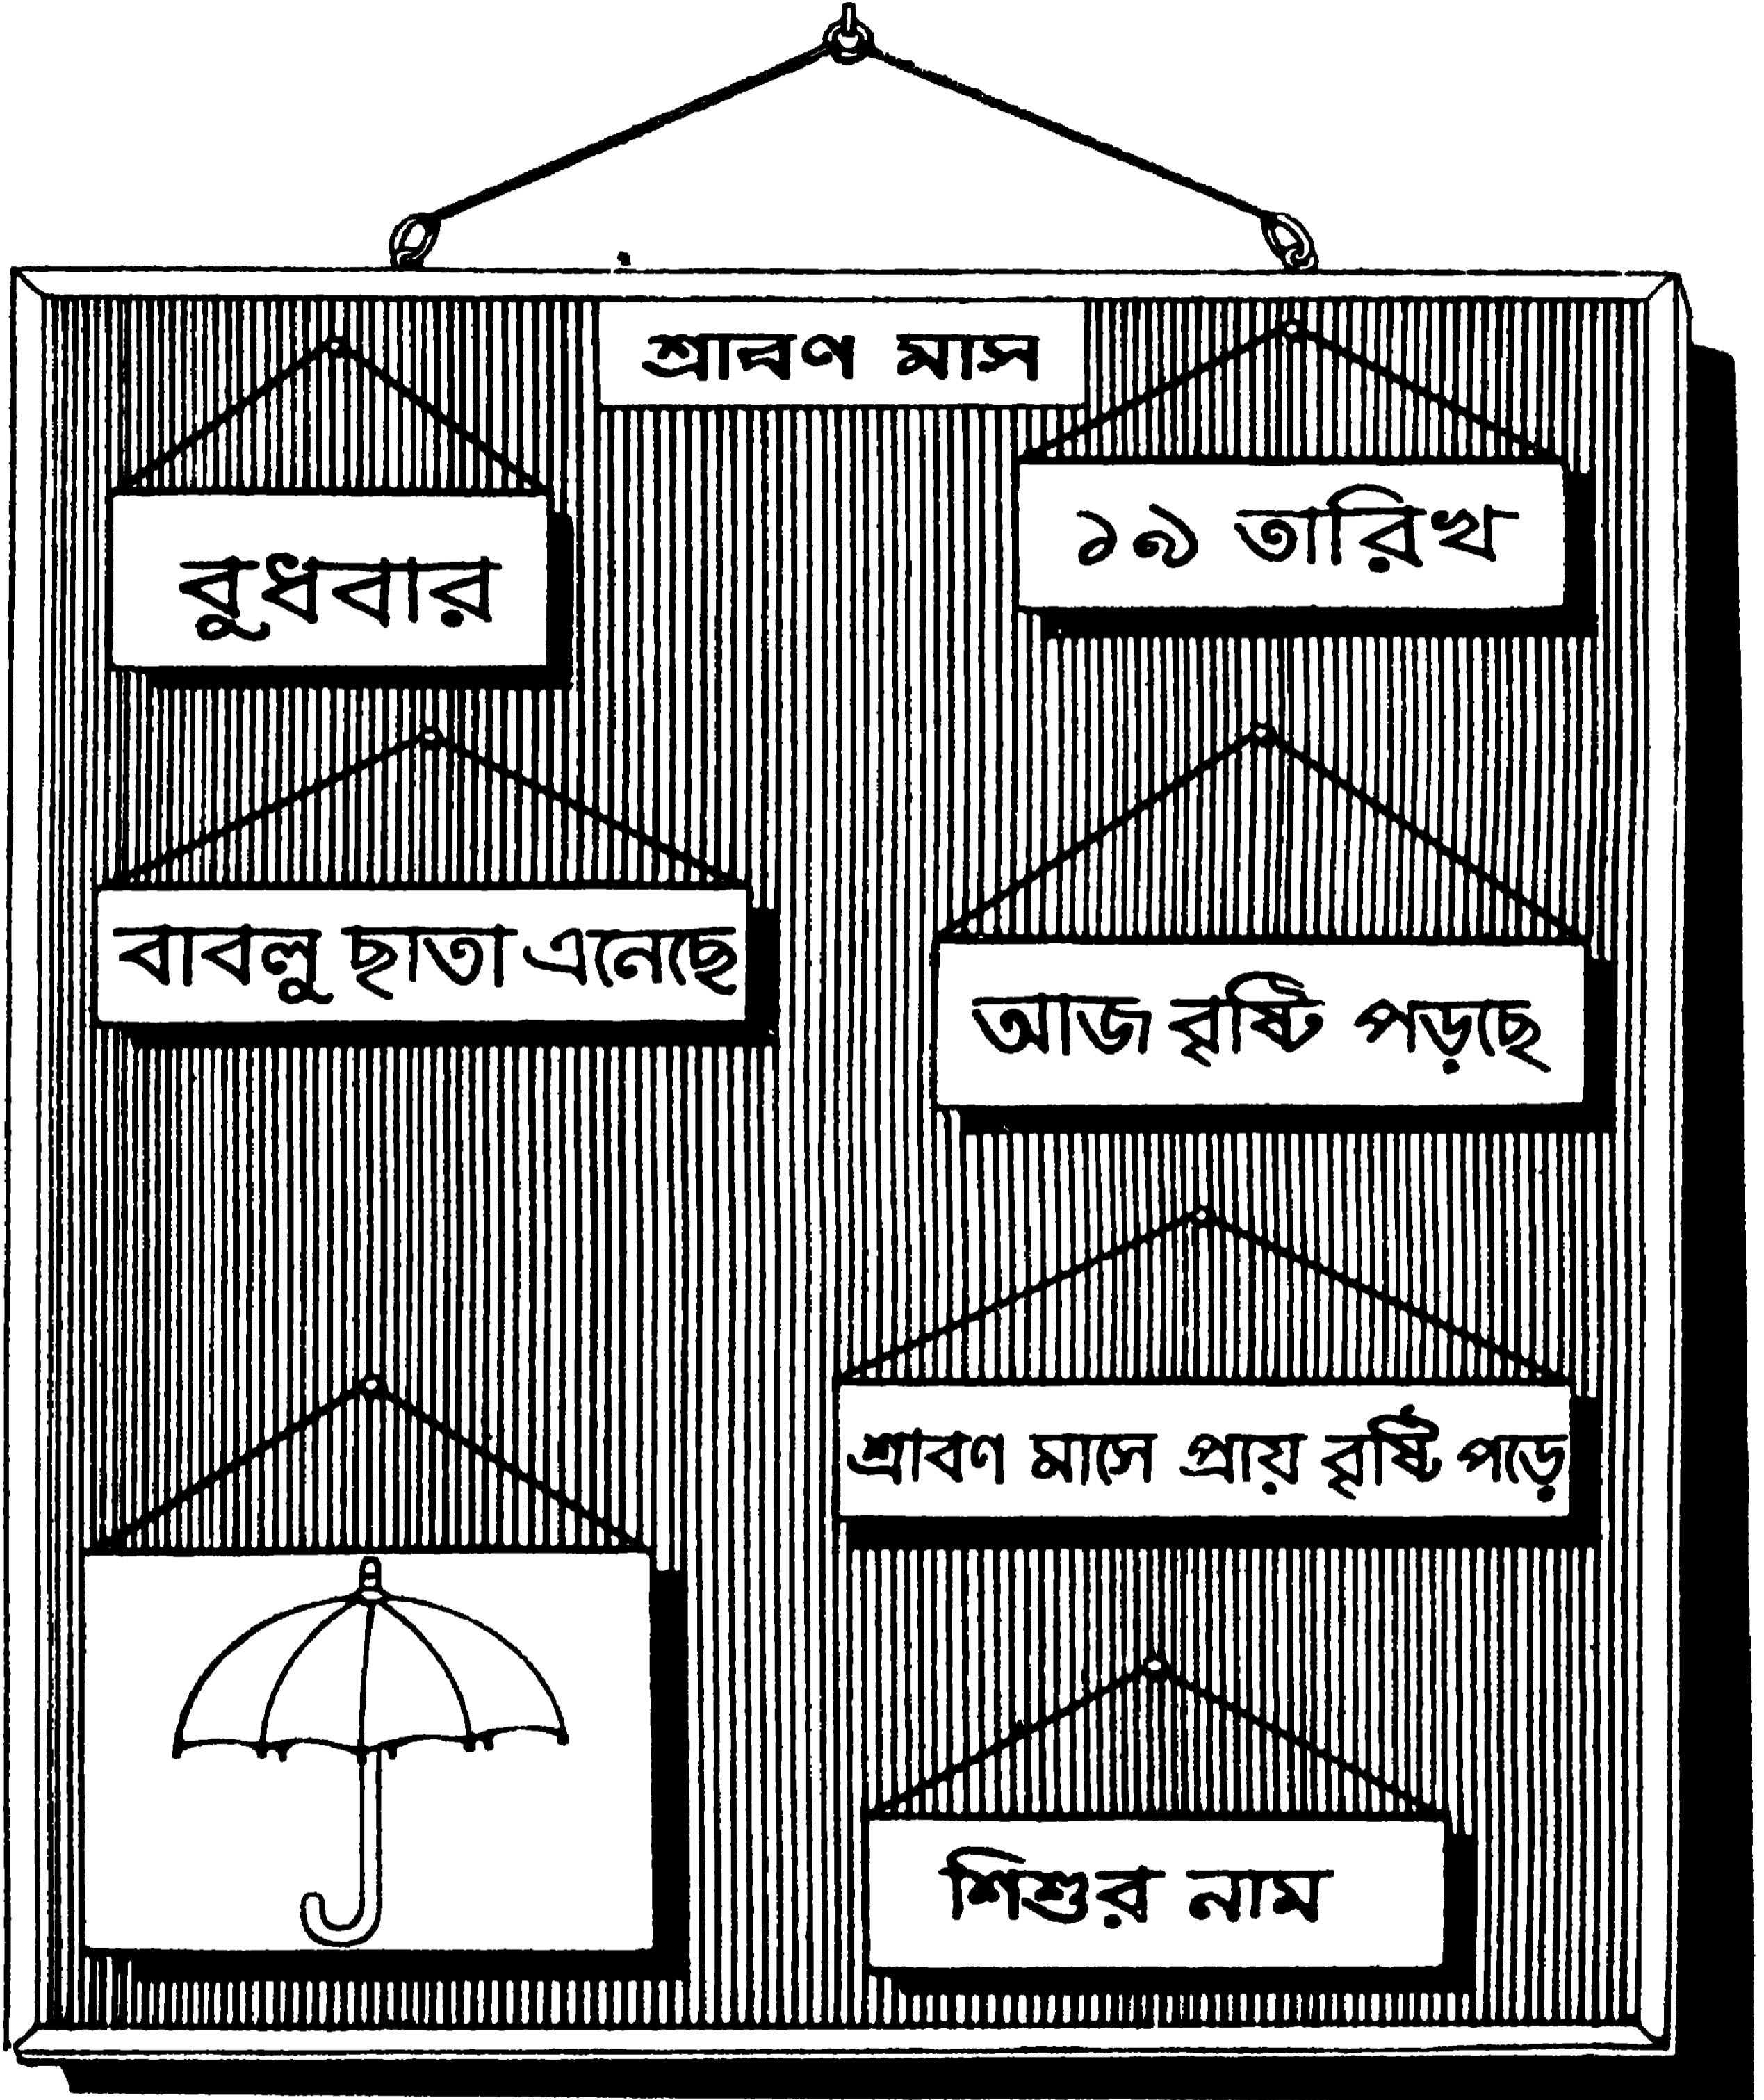 শ্রাবণ মাস
বুধবার
১৯ তারিখ
বাবলু ছাতা এনেছে
আজ বৃষ্টি পড়ছে
শ্রাবণ মাসে প্রায় বৃষ্টি পড়ে
শিশুর নাম